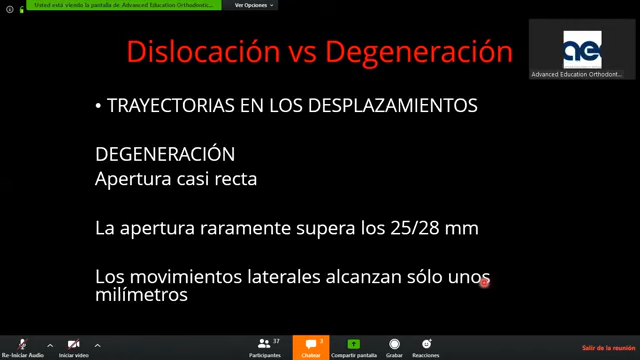 Usted está viendo la pantalla de Advanced Education Orthodontic...
Ver Opciones
Dislocación vs Degeneración
ae
Advanced Education Orthodont...
• TRAYECTORIAS EN LOS DESPLAZAMIENTOS
DEGENERACIÓN
Apertura casi recta
La apertura raramente supera los 25/28 mm
Los movimientos laterales alcanzan sólo unos
milímetros
Re-Iniciar Audio
Iniciar video
37
Participantes
3
Chatear
Compartir pantalla
Grabar
Reacciones
Salir de la reunión